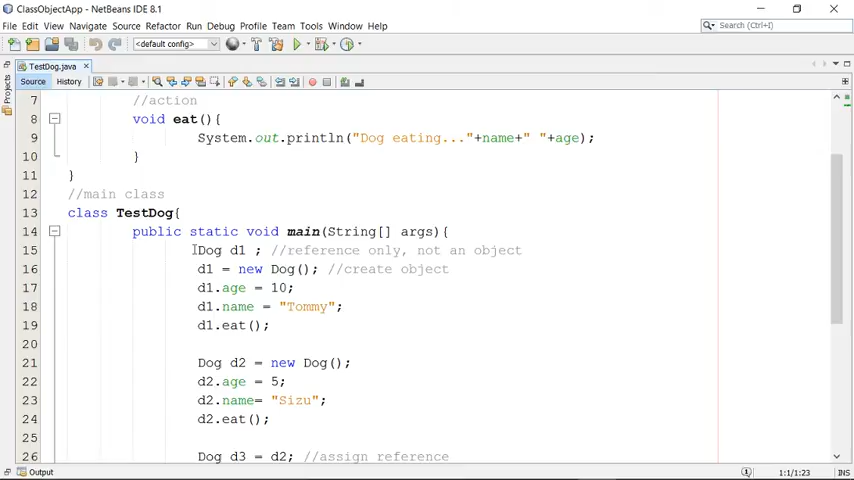 ClassObjectApp - NetBeans IDE 8.1
File Edit View Navigate Source Refactor Run Debug Profile Team Tools Window Help
Search (Ctrl+I)
<default config>
TestDog.java
Projects
Source History
7 //action
8 void eat(){
9 System.out.println("Dog eating..."+name+" "+age);
10 }
11 }
12 //main class
13 class TestDog{
14 public static void main(String[] args){
15 Dog d1 ; //reference only, not an object
16 d1 = new Dog(); //create object
17 d1.age = 10;
18 d1.name = "Tommy";
19 d1.eat();
20
21 Dog d2 = new Dog();
22 d2.age = 5;
23 d2.name= "Sizu";
24 d2.eat();
25
26 Dog d3 = d2; //assign reference
Output
1:1/1:23 INS